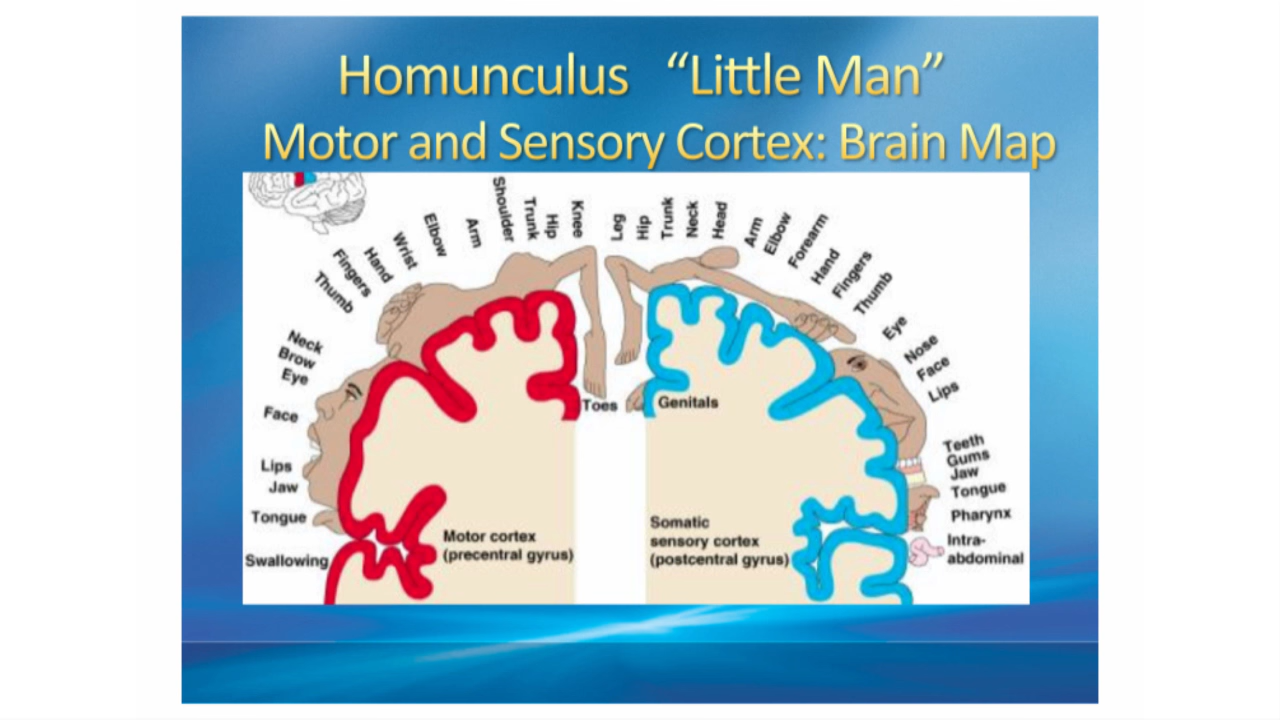 Homunculus “Little Man”
Motor and Sensory Cortex: Brain Map
Swallowing
Tongue
Jaw
Lips
Face
Eye
Brow
Neck
Thumb
Fingers
Hand
Wrist
Elbow
Arm
Shoulder
Trunk
Hip
Knee
Toes
Motor cortex
(precentral gyrus)
Genitals
Leg
Hip
Trunk
Neck
Head
Arm
Elbow
Forearm
Hand
Fingers
Thumb
Eye
Nose
Face
Lips
Teeth
Gums
Jaw
Tongue
Pharynx
Intra-
abdominal
Somatic
sensory cortex
(postcentral gyrus)